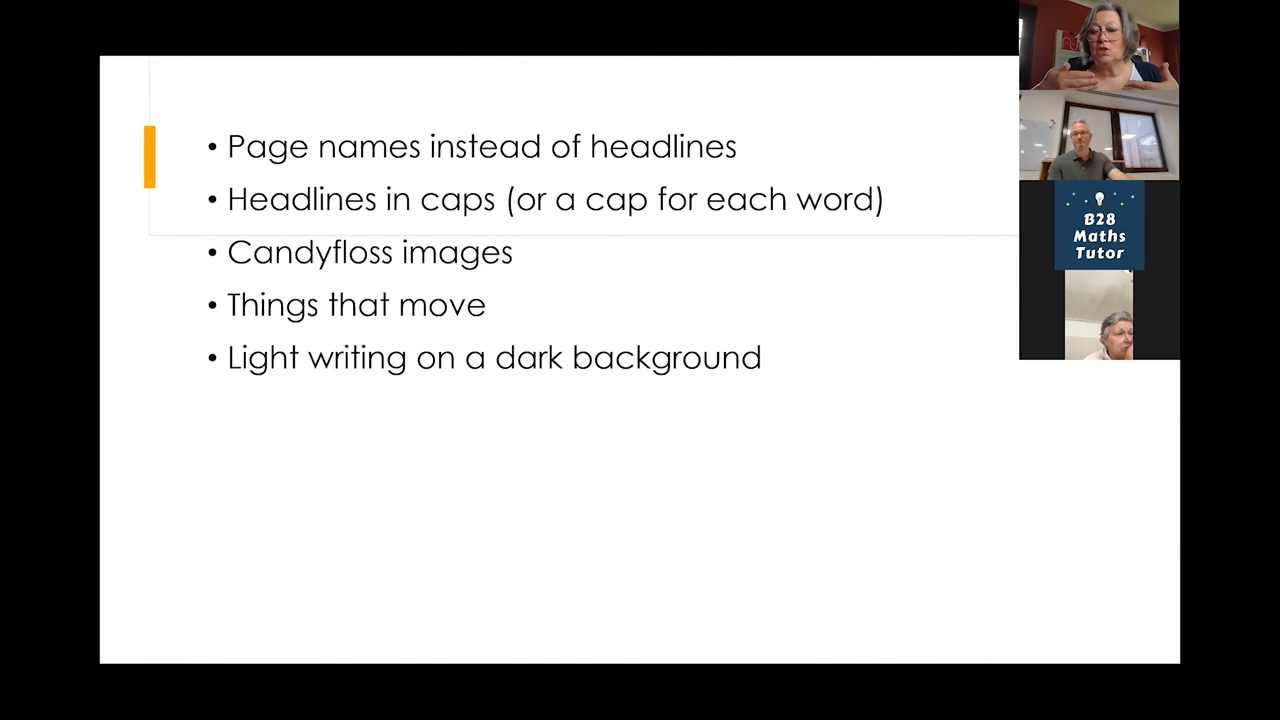 • Page names instead of headlines
• Headlines in caps (or a cap for each word)
• Candyfloss images
• Things that move
• Light writing on a dark background
B28
Maths
Tutor